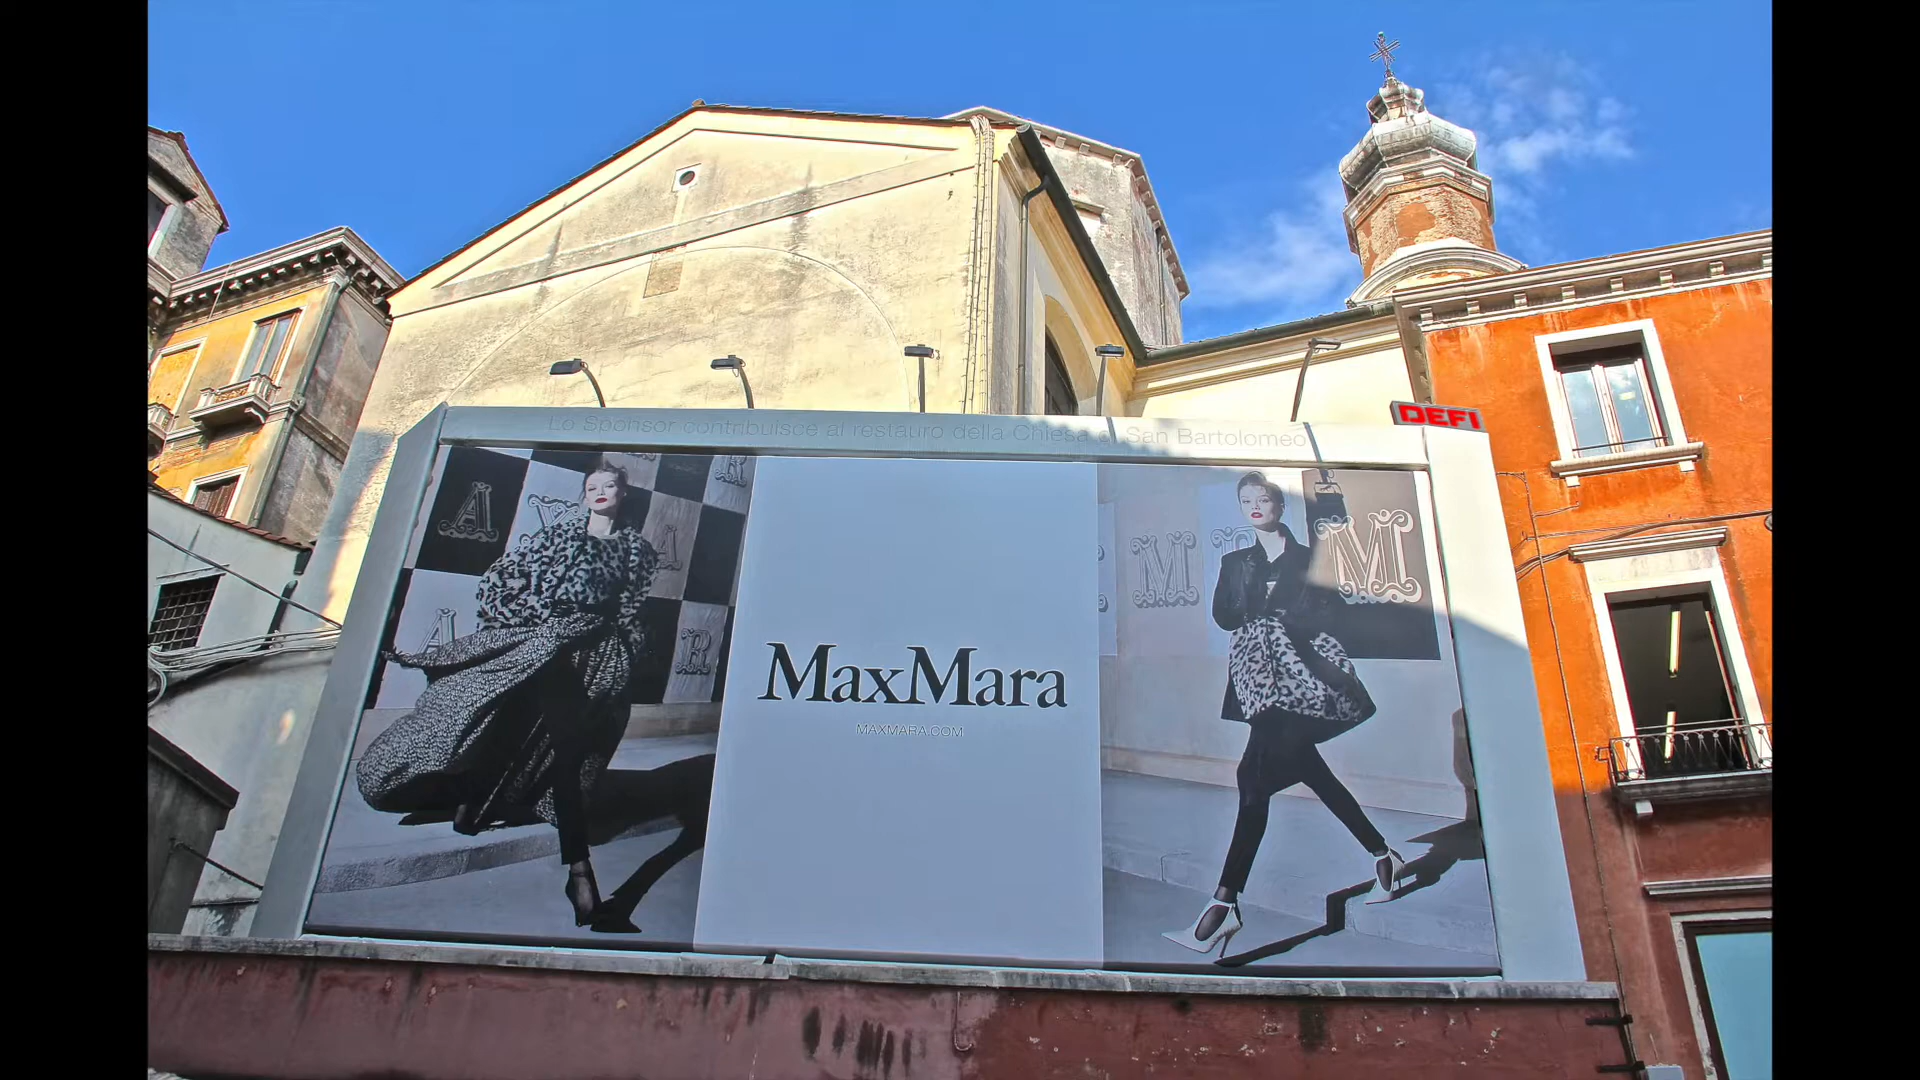 DEFI
Lo Sponsor contribuisce al restauro della Chiesa di San Bartolomeo
A
R
A
A
R
M
M
MaxMara
MAXMARA.COM